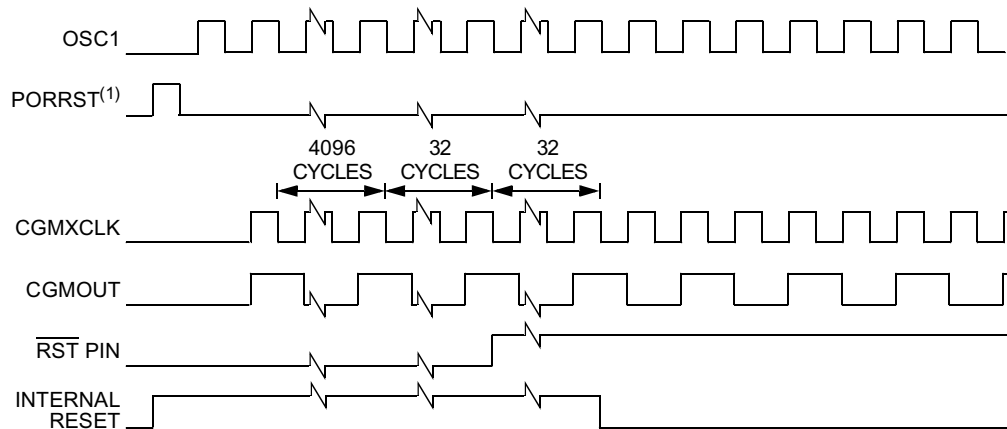 OSC1
PORRST(1)
4096
CYCLES
32
CYCLES
32
CYCLES
CGMXCLK
CGMOUT
RST PIN
INTERNAL
RESET